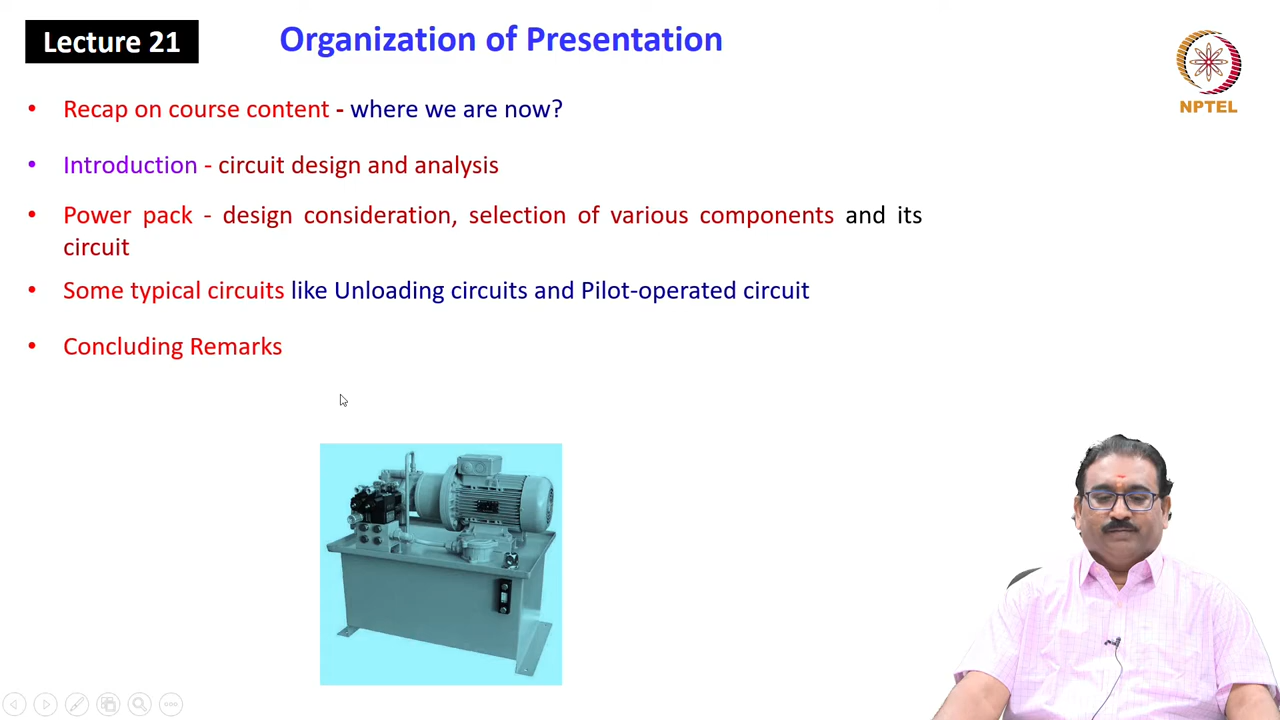 Lecture 21
Organization of Presentation
NPTEL
• Recap on course content - where we are now?
• Introduction - circuit design and analysis
• Power pack - design consideration, selection of various components and its
circuit
• Some typical circuits like Unloading circuits and Pilot-operated circuit
• Concluding Remarks